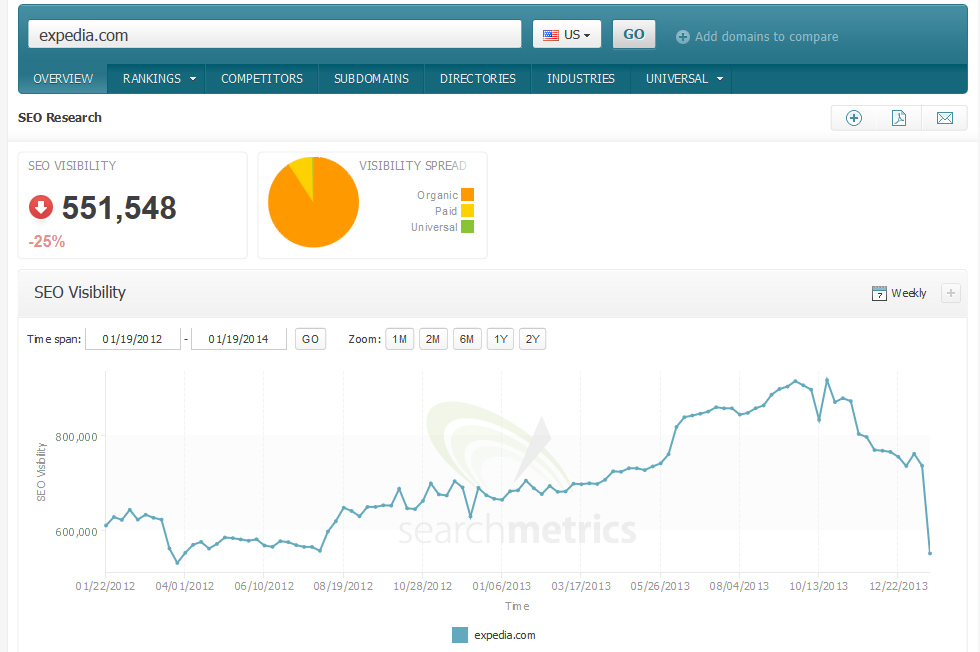 expedia.com
US
GO
Add domains to compare
OVERVIEW RANKINGS COMPETITORS SUBDOMAINS DIRECTORIES INDUSTRIES UNIVERSAL
SEO Research
SEO VISIBILITY
551,548
-25%
VISIBILITY SPREAD
Organic
Paid
Universal
SEO Visibility
7 Weekly
Time span: 01/19/2012 - 01/19/2014 GO Zoom: 1M 2M 6M 1Y 2Y
SEO Visibility
800,000
600,000
searchmetrics
01/22/2012 04/01/2012 06/10/2012 08/19/2012 10/28/2012 01/06/2013 03/17/2013 05/26/2013 08/04/2013 10/13/2013 12/22/2013
Time
expedia.com